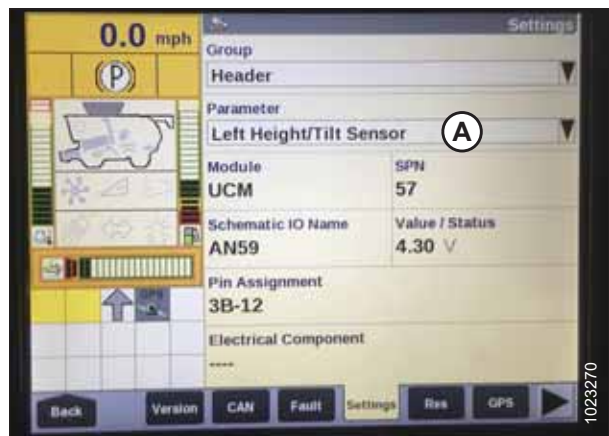 0.0 mph
(P)
Settings
Group
Header
Parameter
Left Height/Tilt Sensor
A
Module
SPN
UCM
57
Schematic IO Name
Value / Status
AN59
4.30 V
Pin Assignment
3B-12
Electrical Component
----
Back
Version
CAN
Fault
Settings
Res
GPS
1023270